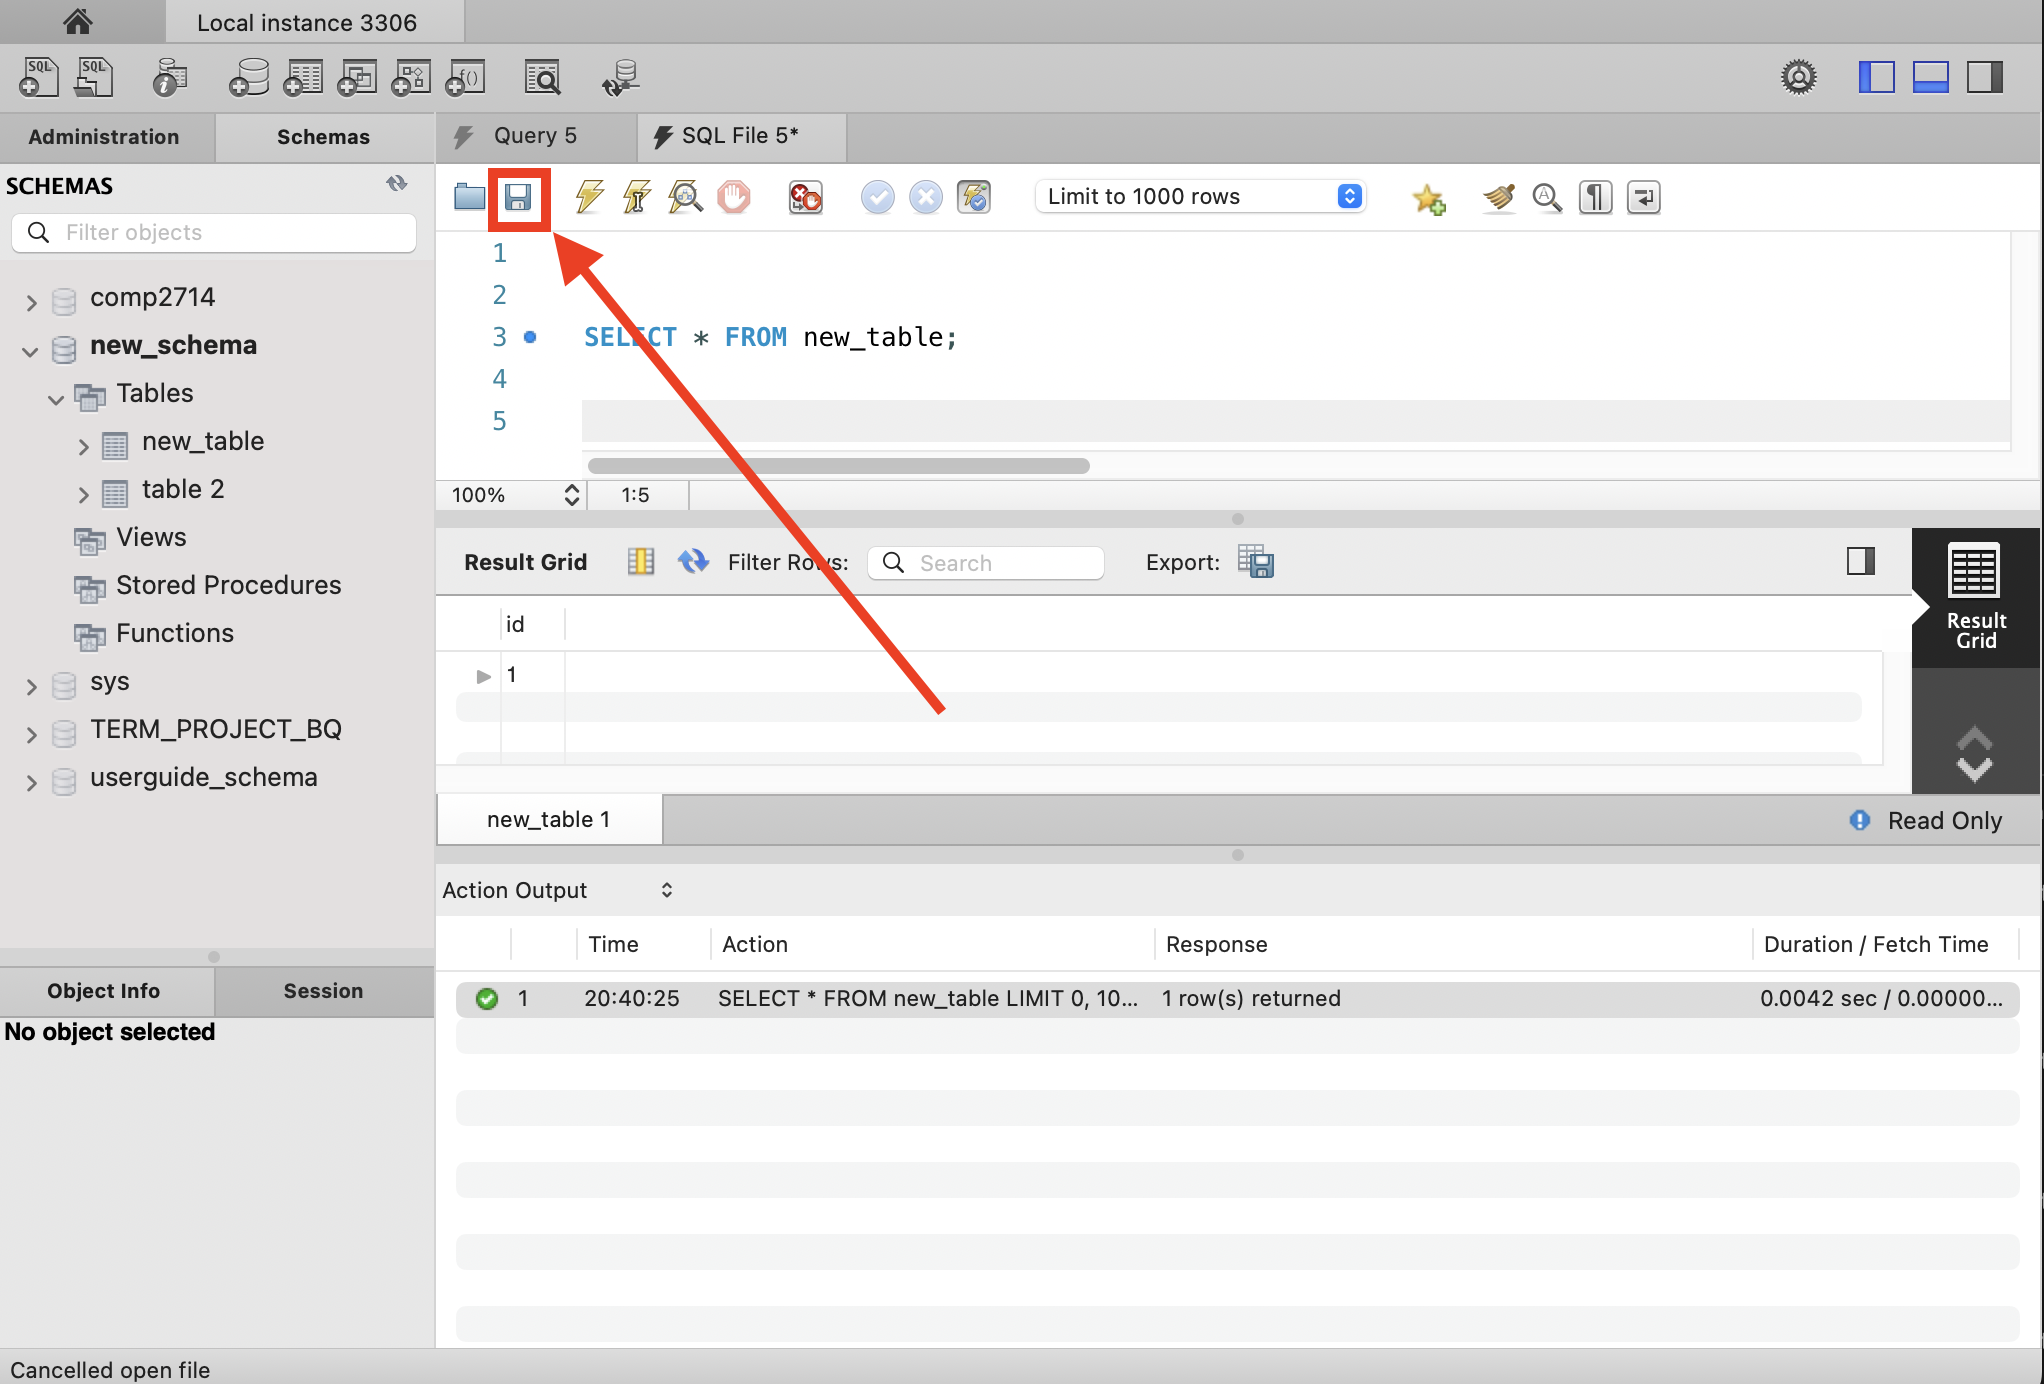 Local instance 3306
SQL
SQL
i
f()
Administration
Schemas
Query 5
SQL File 5*
SCHEMAS
Filter objects
Limit to 1000 rows
comp2714
new_schema
Tables
new_table
table 2
Views
Stored Procedures
Functions
sys
TERM_PROJECT_BQ
userguide_schema
1
2
3 SELECT * FROM new_table;
4
5
100%
1:5
Result Grid
Filter Rows:
Search
Export:
Result
Grid
id
1
new_table 1
Read Only
Action Output
Time
Action
Response
Duration / Fetch Time
1
20:40:25
SELECT * FROM new_table LIMIT 0, 10...
1 row(s) returned
0.0042 sec / 0.00000...
Object Info
Session
No object selected
Cancelled open file